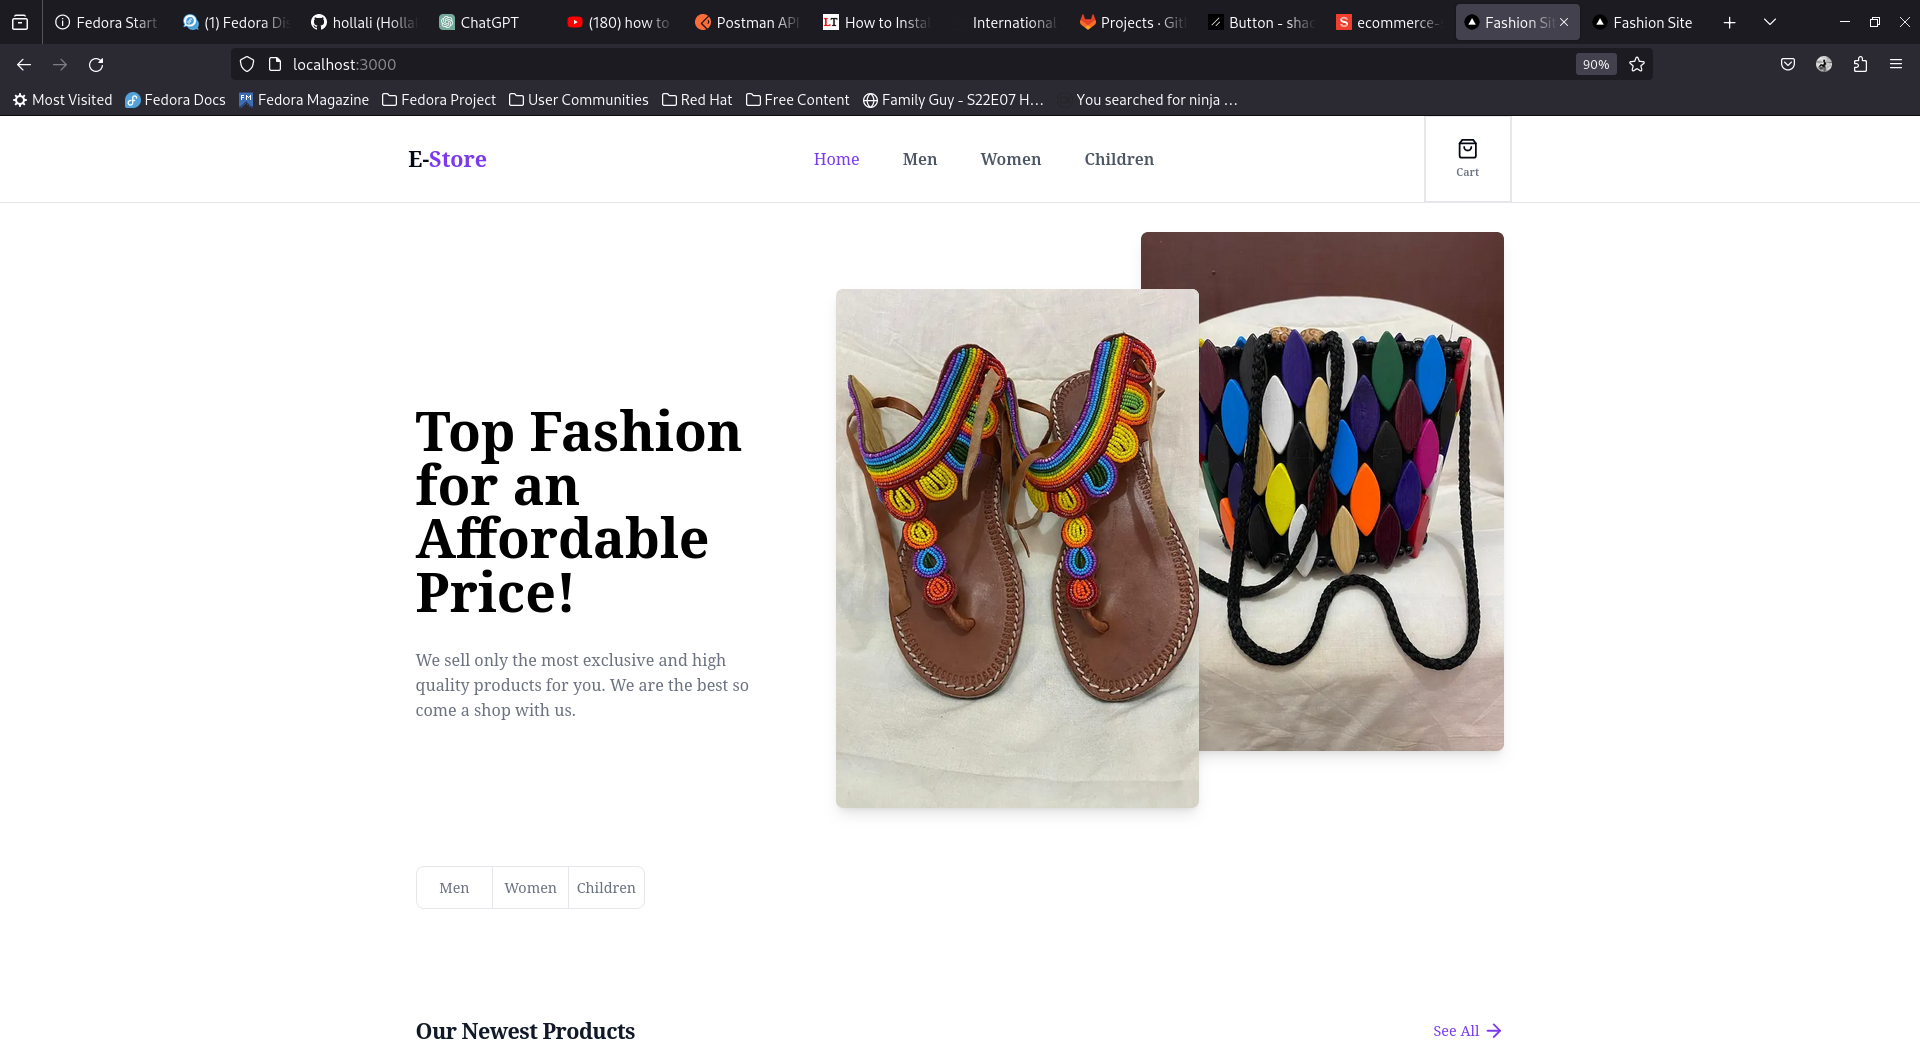 Fedora Start
(1) Fedora Di
hollali (Holla
ChatGPT
(180) how to
Postman API
LT How to Insta
International
Projects · Git
Button - shad
S ecommerce-
Fashion Si
Fashion Site
localhost:3000
90%
Most Visited
Fedora Docs
FM Fedora Magazine
Fedora Project
User Communities
Red Hat
Free Content
Family Guy - S22E07 H…
You searched for ninja …
E-Store
Home
Men
Women
Children
Cart
Top Fashion
for an
Affordable
Price!
We sell only the most exclusive and high
quality products for you. We are the best so
come a shop with us.
Men
Women
Children
Our Newest Products
See All